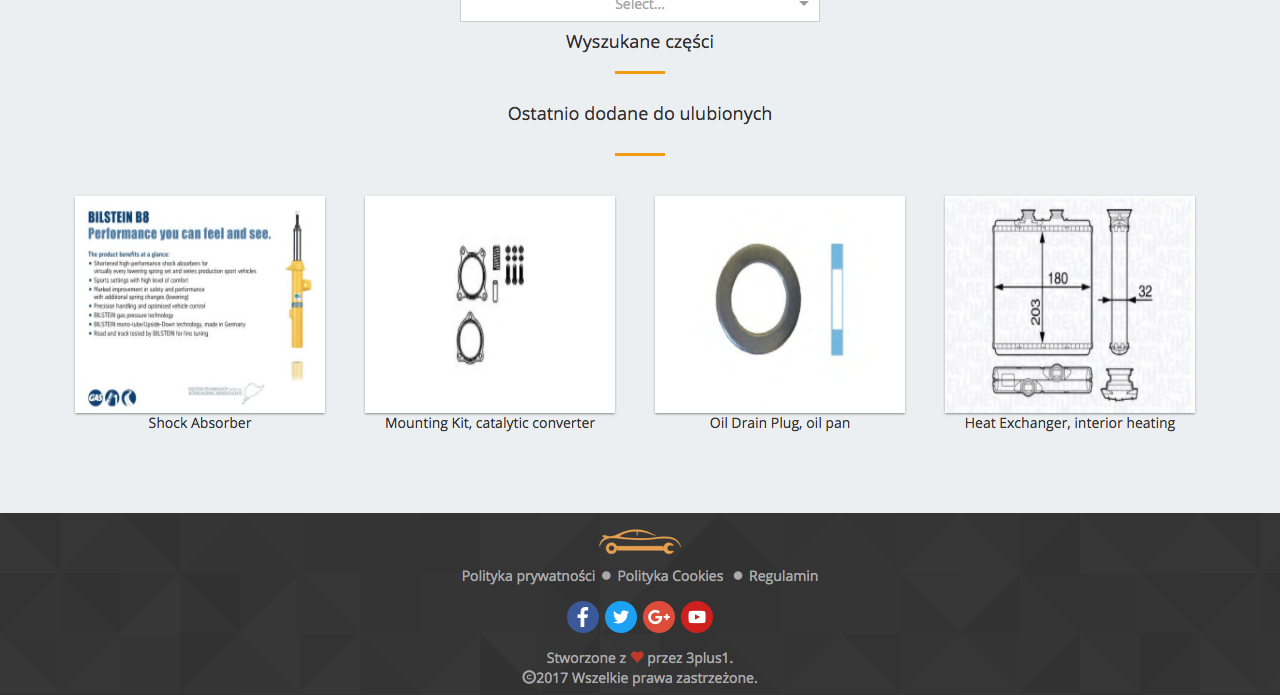 Select...
Wyszukane części
Ostatnio dodane do ulubionych
BILSTEIN B8
Performance you can feel and see.
The product benefits at a glance:
• Shortened high-performance shock absorbers for
virtually every lowering spring set and series production sport vehicles
• Sports settings with high level of comfort
• Marked improvement in safety and performance
with additional spring changes (lowering)
• Precision handling and optimised vehicle control
• BILSTEIN gas pressure technology
• BILSTEIN mono-tube/Upside-Down technology, made in Germany
• Road and track tested by BILSTEIN for fine tuning
GAS
180
203
32
Shock Absorber
Mounting Kit, catalytic converter
Oil Drain Plug, oil pan
Heat Exchanger, interior heating
Polityka prywatności ● Polityka Cookies ● Regulamin
Stworzone z ❤ przez 3plus1.
©2017 Wszelkie prawa zastrzeżone.